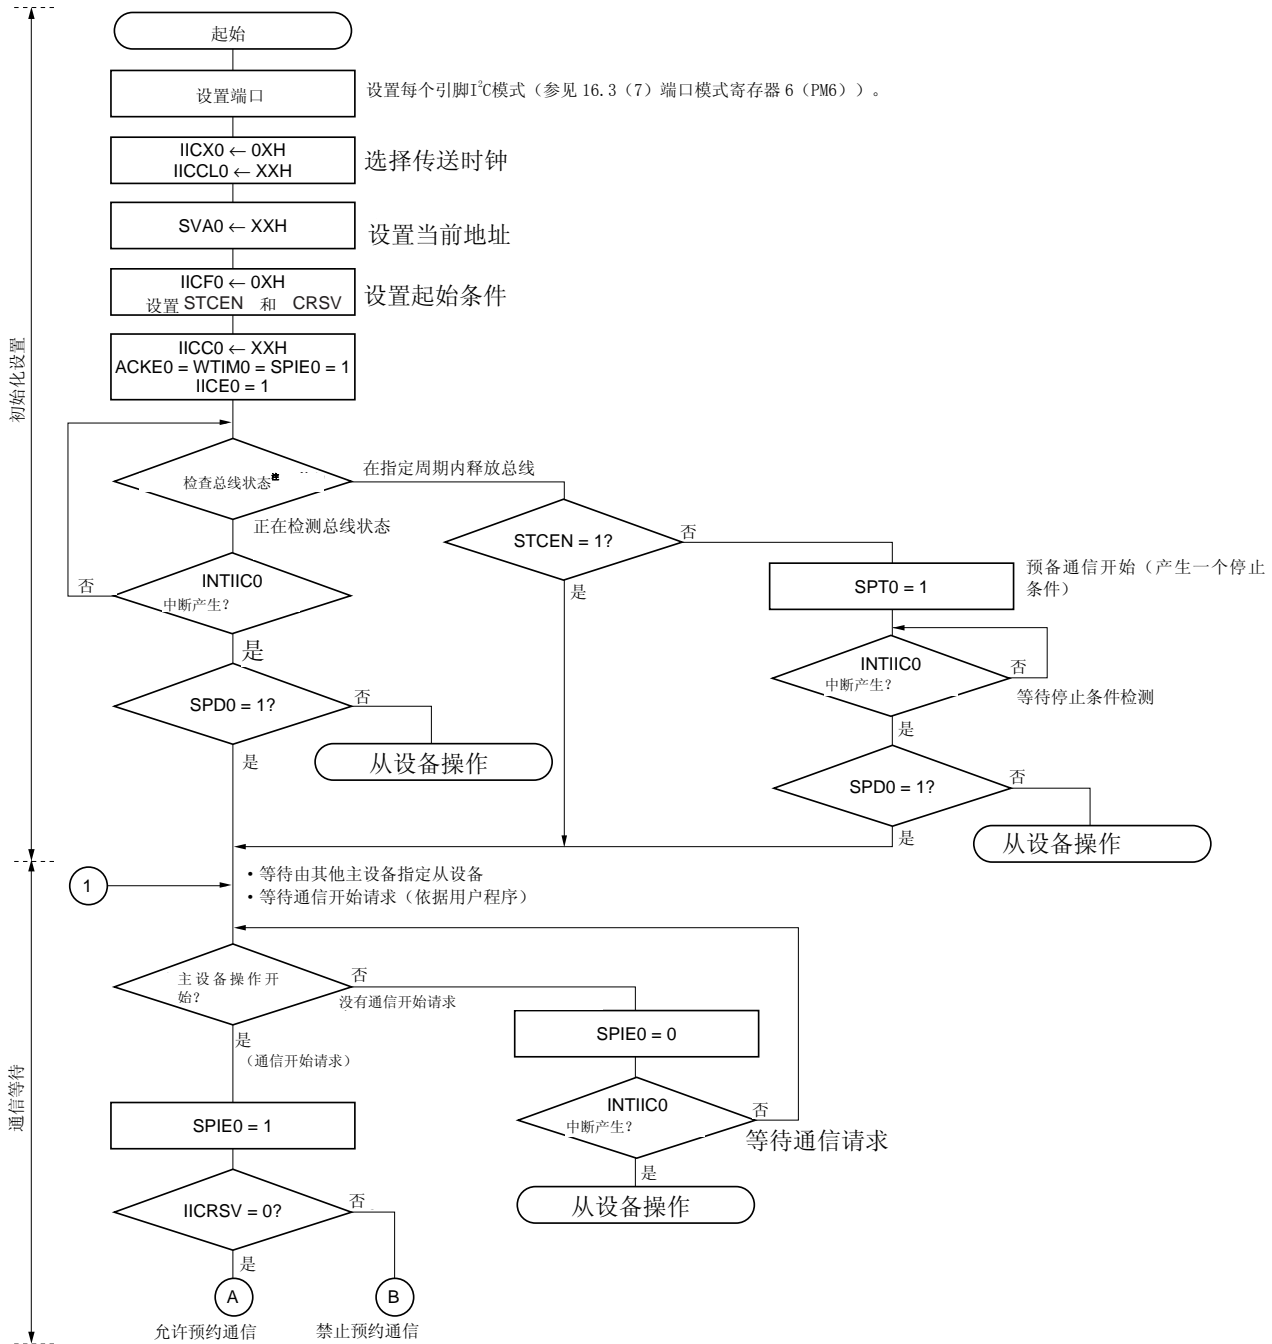 起始
设置端口
设置每个引脚I²C模式（参见 16.3（7）端口模式寄存器 6（PM6））。
IICX0 ← 0XH
IICCL0 ← XXH
选择传送时钟
SVA0 ← XXH
设置当前地址
IICF0 ← 0XH
设置 STCEN 和 CRSV
设置起始条件
IICC0 ← XXH
ACKE0 = WTIM0 = SPIE0 = 1
IICE0 = 1
初始化设置
检查总线状态注
在指定周期内释放总线
正在检测总线状态
STCEN = 1?
否
是
SPT0 = 1
预备通信开始（产生一个停止
条件）
INTIIC0
中断产生？
否
是
INTIIC0
中断产生？
否
等待停止条件检测
是
SPD0 = 1?
否
是
从设备操作
SPD0 = 1?
否
是
从设备操作
1
• 等待由其他主设备指定从设备
• 等待通信开始请求（依据用户程序）
通信等待
主设备操作开
始？
否
没有通信开始请求
是
（通信开始请求）
SPIE0 = 0
INTIIC0
中断产生？
否
等待通信请求
是
从设备操作
SPIE0 = 1
IICRSV = 0?
否
是
A
B
允许预约通信
禁止预约通信